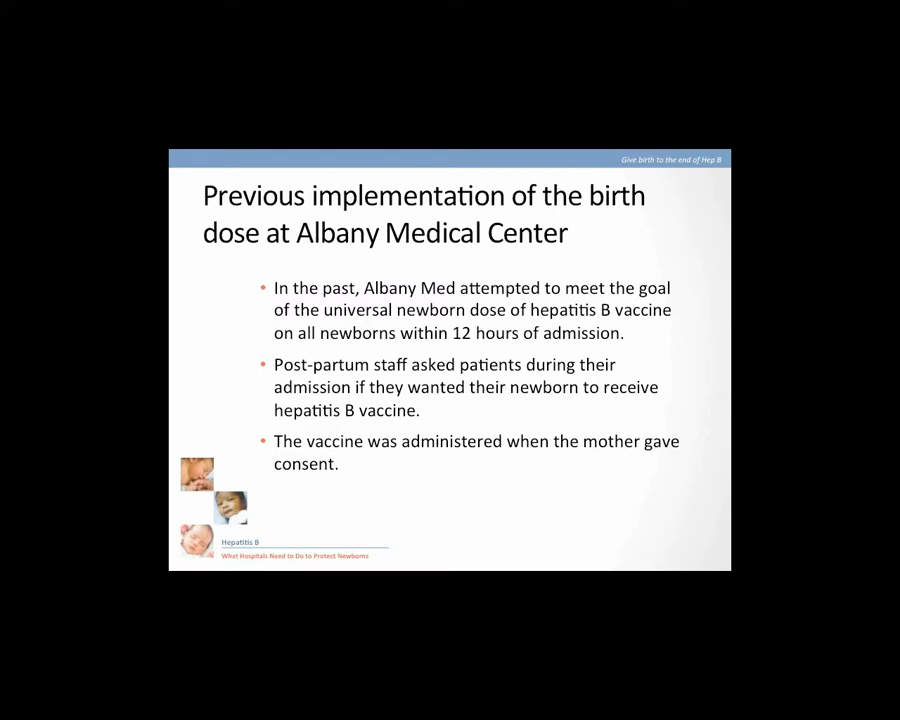 Give birth to the end of Hep B
Previous implementation of the birth
dose at Albany Medical Center
• In the past, Albany Med attempted to meet the goal
of the universal newborn dose of hepatitis B vaccine
on all newborns within 12 hours of admission.
• Post-partum staff asked patients during their
admission if they wanted their newborn to receive
hepatitis B vaccine.
• The vaccine was administered when the mother gave
consent.
Hepatitis B
What Hospitals Need to Do to Protect Newborns